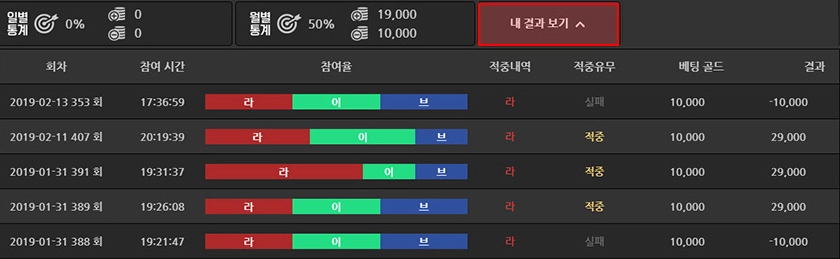 일별 통계 0% 0 0
월별 통계 50% 19,000 10,000
내 결과 보기
회차 참여 시간 참여율 적중내역 적중유무 베팅 골드 결과
2019-02-13 353 회 17:36:59 라 이 브 라 실패 10,000 -10,000
2019-02-11 407 회 20:19:39 라 이 브 라 적중 10,000 29,000
2019-01-31 391 회 19:31:37 라 이 브 라 적중 10,000 29,000
2019-01-31 389 회 19:26:08 라 이 브 라 적중 10,000 29,000
2019-01-31 388 회 19:21:47 라 이 브 라 실패 10,000 -10,000